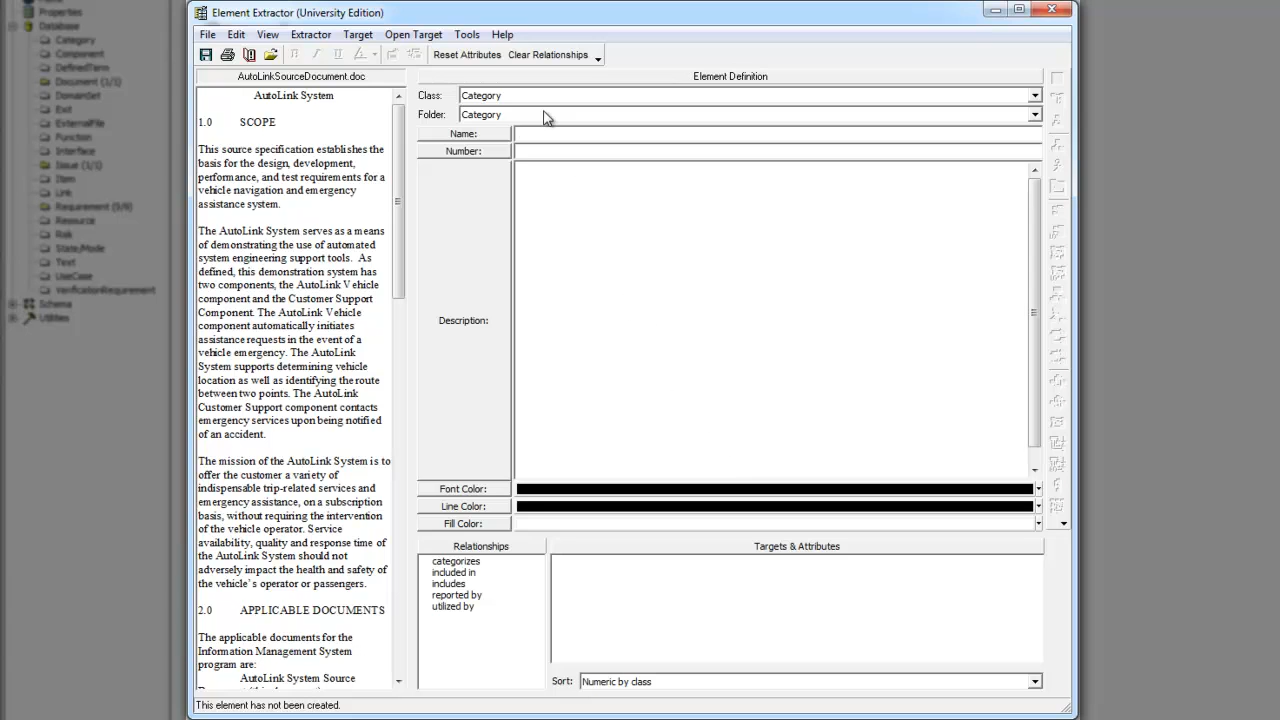 Properties
Database
Category
Component
DefinedTerm
Document (1/1)
DomainSet
Exit
ExternalFile
Function
Interface
Issue (1/1)
Item
Link
Requirement (9/9)
Resource
Risk
State/Mode
Text
UseCase
VerificationRequirement
Schema
Utilities
Element Extractor (University Edition)
File Edit View Extractor Target Open Target Tools Help
Reset Attributes Clear Relationships
AutoLinkSourceDocument.doc
AutoLink System
1.0 SCOPE
This source specification establishes the
basis for the design, development,
performance, and test requirements for a
vehicle navigation and emergency
assistance system.
The AutoLink System serves as a means
of demonstrating the use of automated
system engineering support tools. As
defined, this demonstration system has
two components, the AutoLink Vehicle
component and the Customer Support
Component. The AutoLink Vehicle
component automatically initiates
assistance requests in the event of a
vehicle emergency. The AutoLink
System supports determining vehicle
location as well as identifying the route
between two points. The AutoLink
Customer Support component contacts
emergency services upon being notified
of an accident.
The mission of the AutoLink System is to
offer the customer a variety of
indispensable trip-related services and
emergency assistance, on a subscription
basis, without requiring the intervention
of the vehicle operator. Service
availability, quality and response time of
the AutoLink System should not
adversely impact the health and safety of
the vehicle's operator or passengers.
2.0 APPLICABLE DOCUMENTS
The applicable documents for the
Information Management System
program are:
AutoLink System Source
Element Definition
Class: Category
Folder: Category
Name:
Number:
Description:
Font Color:
Line Color:
Fill Color:
Relationships
categorizes
included in
includes
reported by
utilized by
Targets & Attributes
Sort: Numeric by class
This element has not been created.